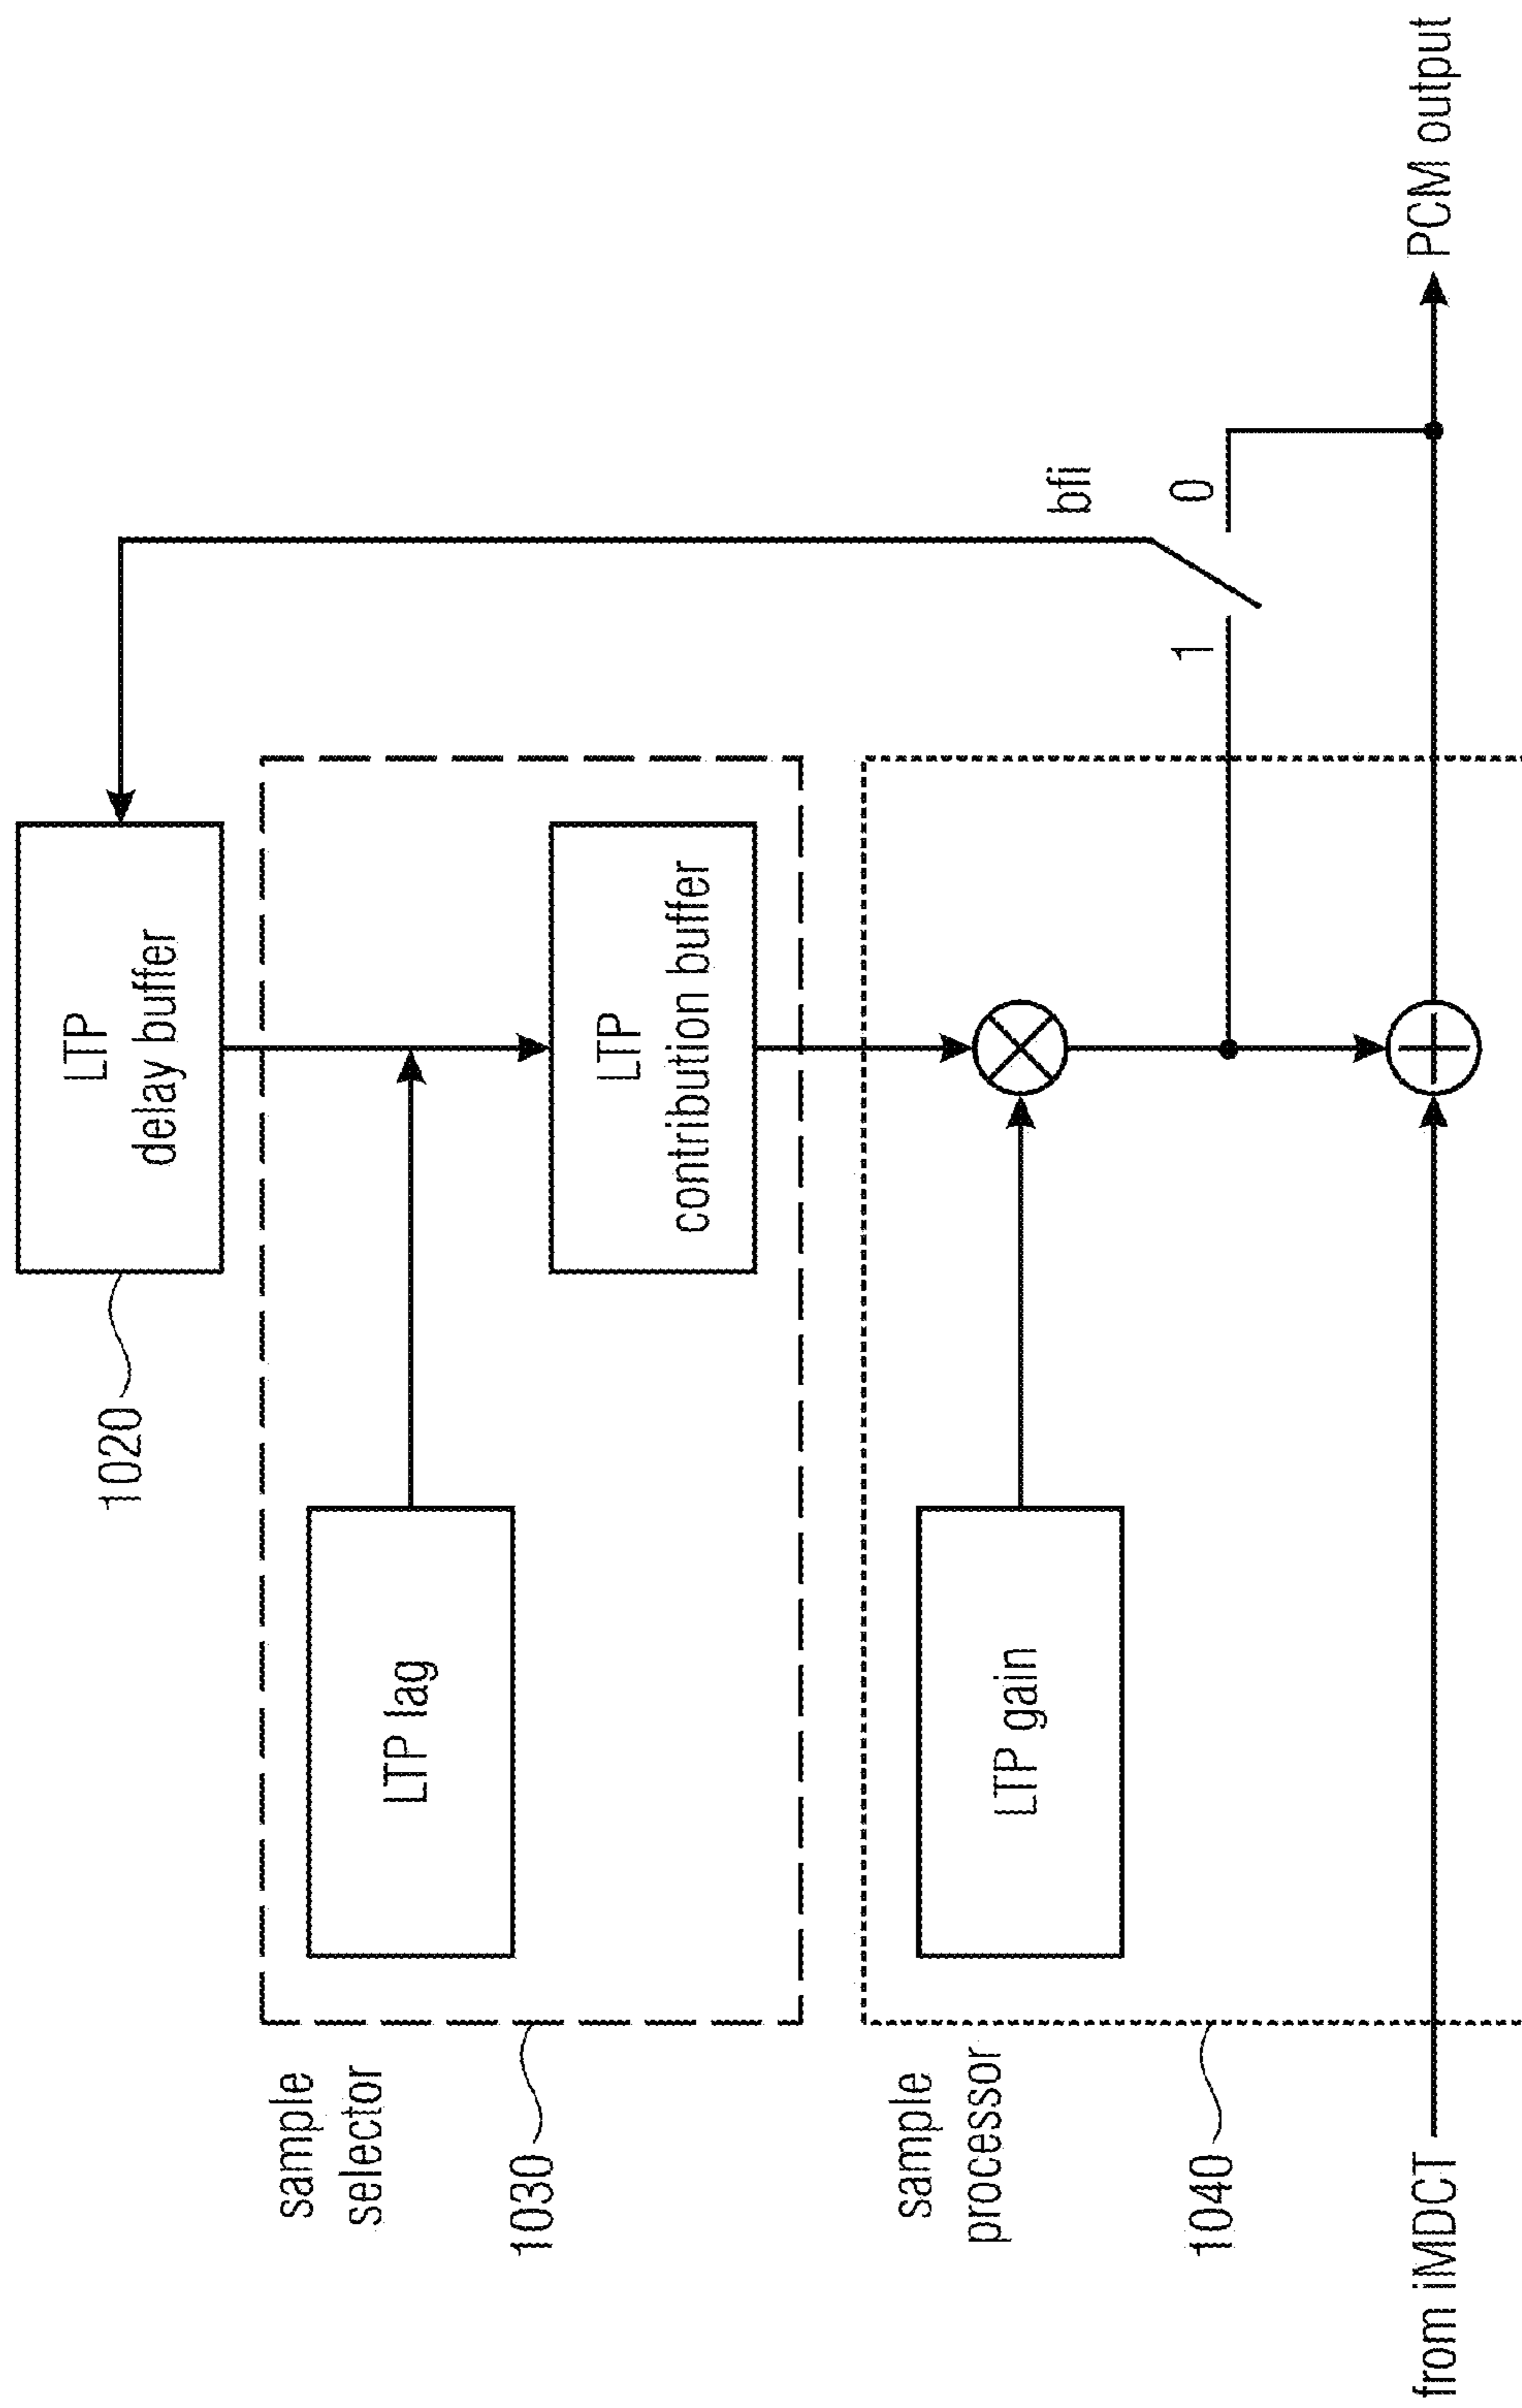 LTP
delay buffer
1020
sample
selector
1030
LTP lag
LTP
contribution buffer
sample
processor
1040
LTP gain
bfi
1
0
from iMDCT
PCM output